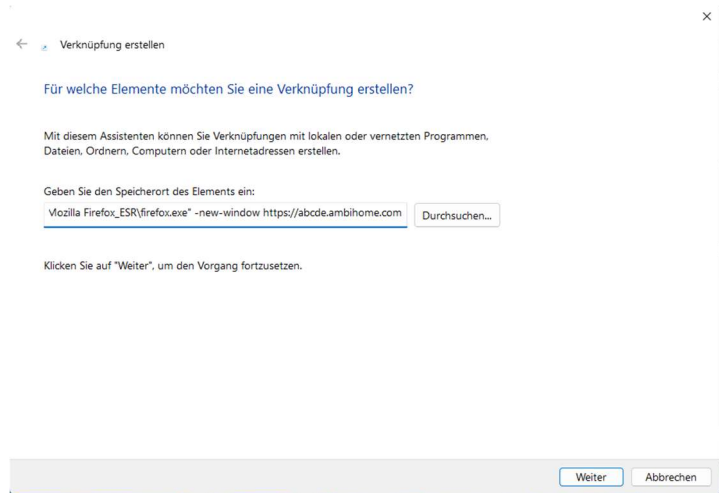 Verknüpfung erstellen
Für welche Elemente möchten Sie eine Verknüpfung erstellen?
Mit diesem Assistenten können Sie Verknüpfungen mit lokalen oder vernetzten Programmen,
Dateien, Ordnern, Computern oder Internetadressen erstellen.
Geben Sie den Speicherort des Elements ein:
Mozilla Firefox_ESR\firefox.exe" -new-window https://abcde.ambihome.com
Durchsuchen...
Klicken Sie auf "Weiter", um den Vorgang fortzusetzen.
Weiter
Abbrechen